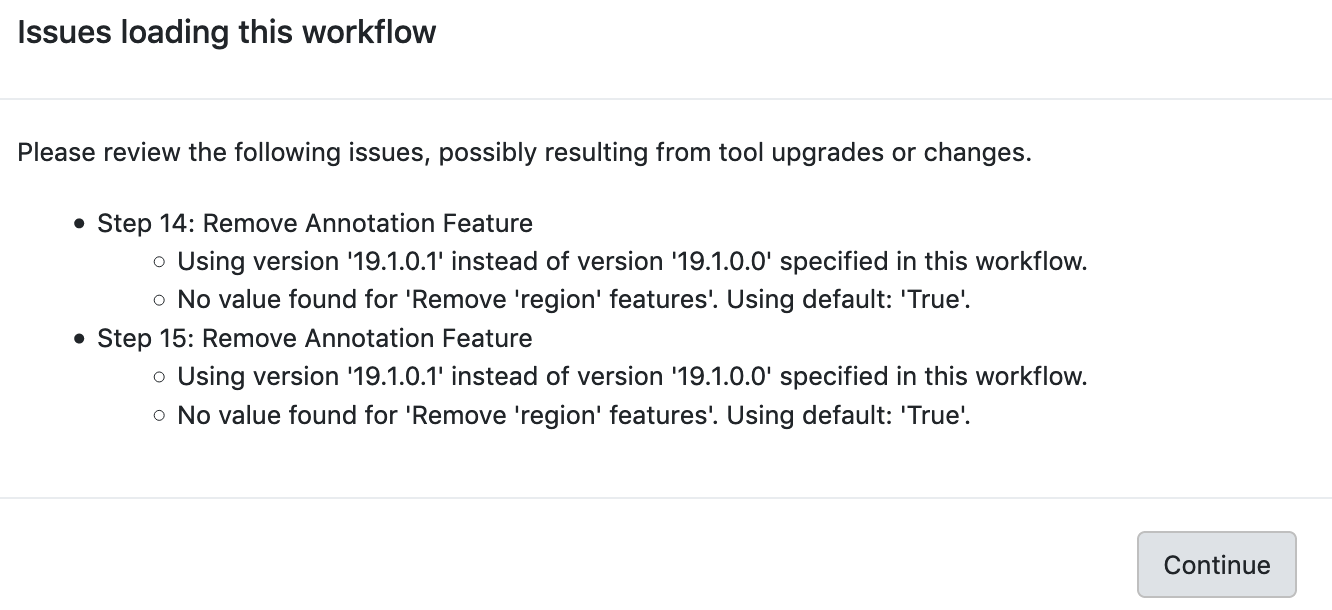 Issues loading this workflow
Please review the following issues, possibly resulting from tool upgrades or changes.
Step 14: Remove Annotation Feature
Using version '19.1.0.1' instead of version '19.1.0.0' specified in this workflow.
No value found for 'Remove 'region' features'. Using default: 'True'.
Step 15: Remove Annotation Feature
Using version '19.1.0.1' instead of version '19.1.0.0' specified in this workflow.
No value found for 'Remove 'region' features'. Using default: 'True'.
Continue